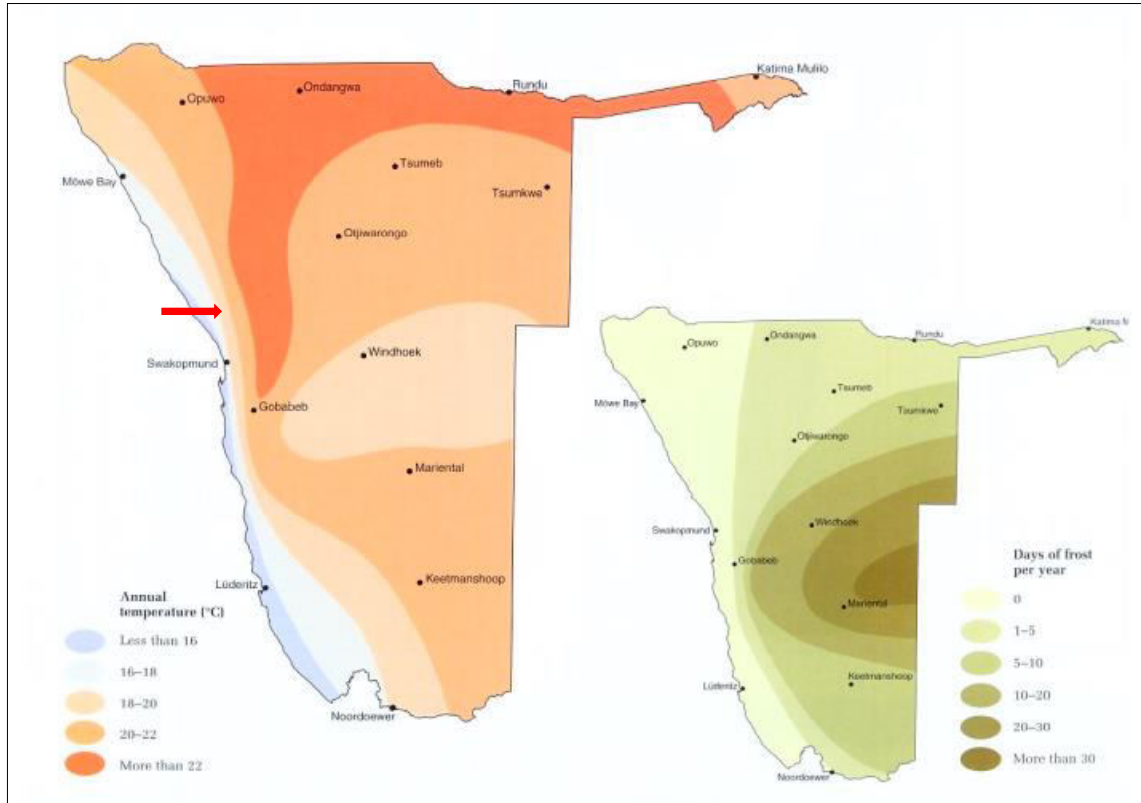 Katima Mulilo
Rundu
Ondangwa
Opuwo
Tsumeb
Möwe Bay
Tsumkwe
Otjiwarongo
Windhoek
Swakopmund
Gobabeb
Mariental
Keetmanshoop
Lüderitz
Noordoewer
Annual
temperature (°C)
Less than 16
16–18
18–20
20–22
More than 22
Katima M
Rundu
Ondangwa
Opuwo
Tsumeb
Möwe Bay
Tsumkwe
Otjiwarongo
Windhoek
Swakopmund
Gobabeb
Mariental
Keetmanshoop
Lüderitz
Noordoewer
Days of frost
per year
0
1–5
5–10
10–20
20–30
More than 30